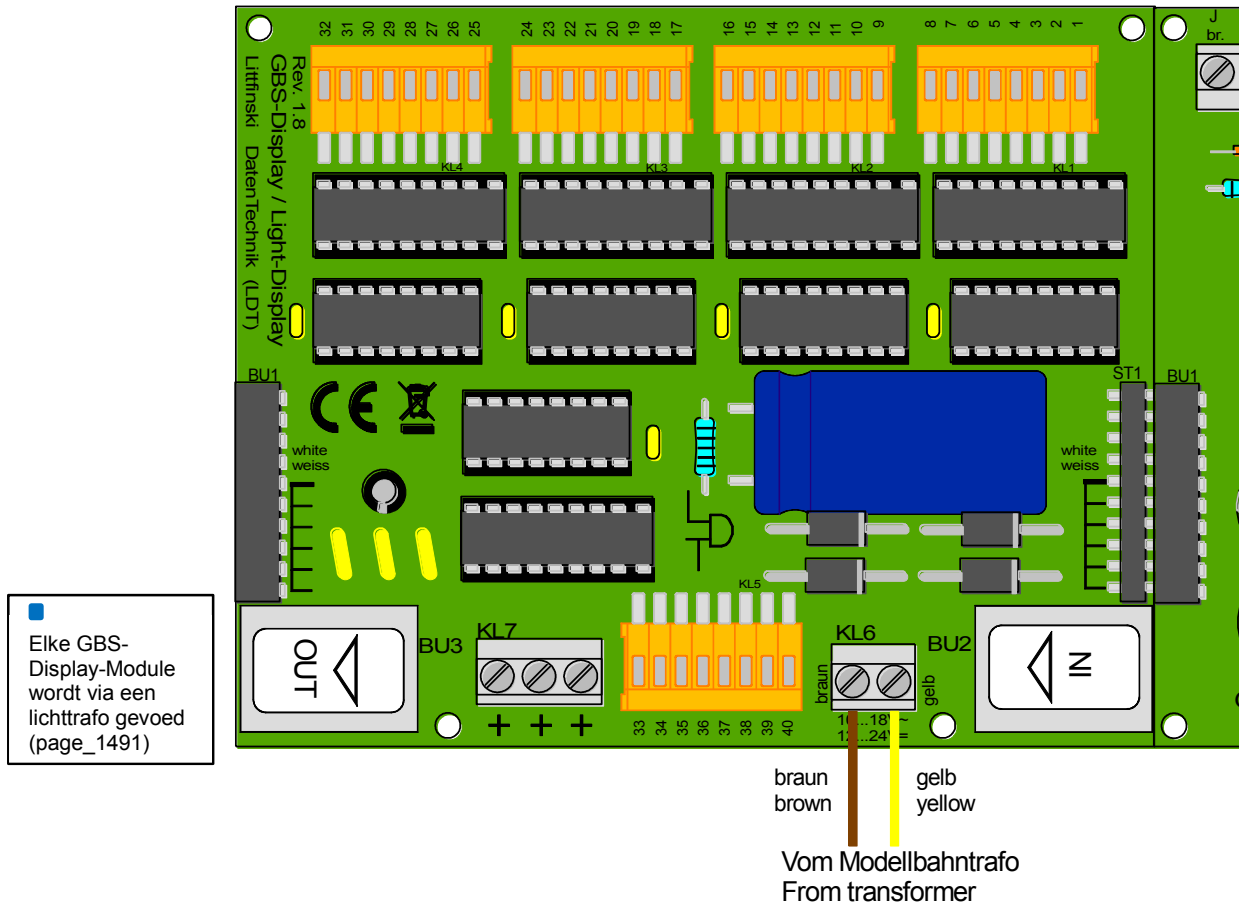 32 31 30 29 28 27 26 25
24 23 22 21 20 19 18 17
16 15 14 13 12 11 10 9
8 7 6 5 4 3 2 1
J
br.
Rev. 1.8
GBS-Display / Light-Display
Littfinski DatenTechnik (LDT)
KL4
KL3
KL2
KL1
BU1
ST1
BU1
CE
white
weiss
white
weiss
KL5
OUT
BU3
KL7
+ + +
33 34 35 36 37 38 39 40
KL6
braun
gelb
BU2
IN
Elke GBS-
Display-Module
wordt via een
lichttrafo gevoed
(page_1491)
braun
brown
gelb
yellow
Vom Modellbahntrafo
From transformer